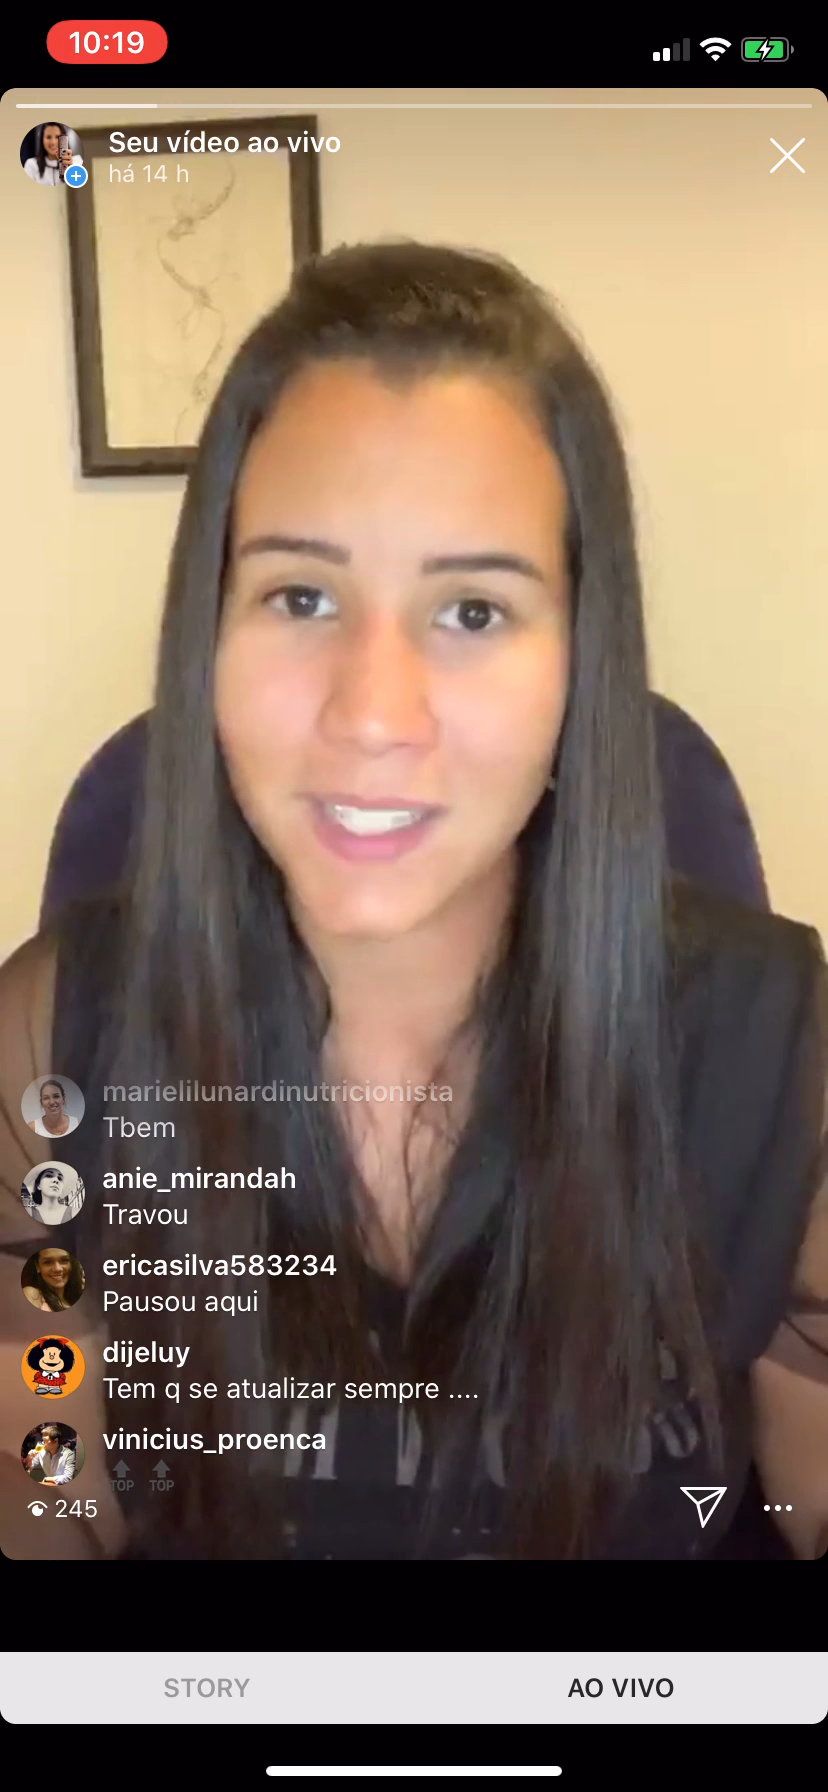 10:19
Seu vídeo ao vivo
há 14 h
marielilunardinutricionista
Tbem
anie_mirandah
Travou
ericasilva583234
Pausou aqui
dijeluy
Tem q se atualizar sempre ....
vinicius_proenca
TOP TOP
245
STORY
AO VIVO